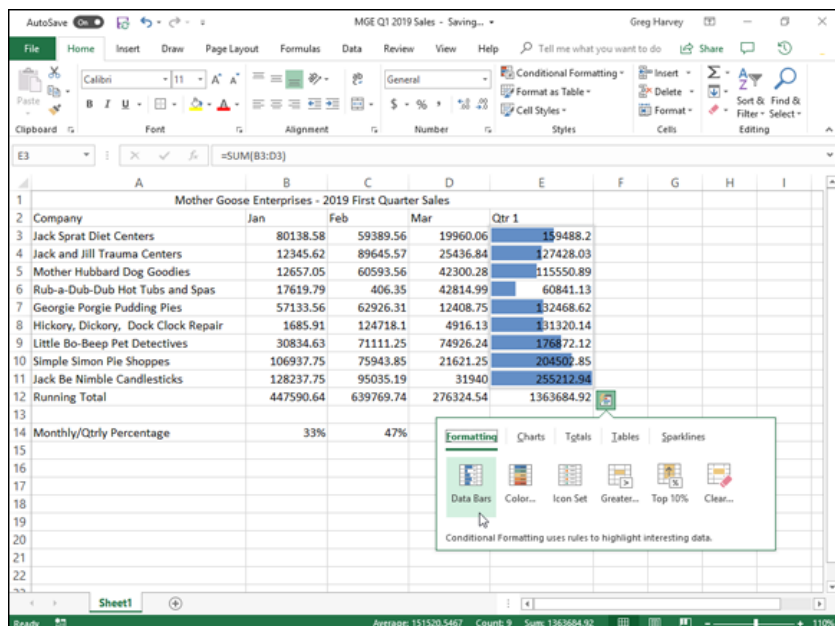 AutoSave On MGE Q1 2019 Sales - Saving... Greg Harvey
File Home Insert Draw Page Layout Formulas Data Review View Help Tell me what you want to do Share
Calibri 11 General Conditional Formatting Insert
Paste B I U $ % , Format as Table Delete Sort & Find &
Cell Styles Format Filter Select
Clipboard Font Alignment Number Styles Cells Editing
E3 fx =SUM(B3:D3)
A B C D E F G H I
1 Mother Goose Enterprises - 2019 First Quarter Sales
2 Company Jan Feb Mar Qtr 1
3 Jack Sprat Diet Centers 80138.58 59389.56 19960.06 159488.2
4 Jack and Jill Trauma Centers 12345.62 89645.57 25436.84 127428.03
5 Mother Hubbard Dog Goodies 12657.05 60593.56 42300.28 115550.89
6 Rub-a-Dub-Dub Hot Tubs and Spas 17619.79 406.35 42814.99 60841.13
7 Georgie Porgie Pudding Pies 57133.56 62926.31 12408.75 132468.62
8 Hickory, Dickory, Dock Clock Repair 1685.91 124718.1 4916.13 131320.14
9 Little Bo-Beep Pet Detectives 30834.63 71111.25 74926.24 176872.12
10 Simple Simon Pie Shoppes 106937.75 75943.85 21621.25 204502.85
11 Jack Be Nimble Candlesticks 128237.75 95035.19 31940 255212.94
12 Running Total 447590.64 639769.74 276324.54 1363684.92
13
14 Monthly/Qtrly Percentage 33% 47%
15
16
17
18
19
20
21
22
Formatting Charts Totals Tables Sparklines
Data Bars Color... Icon Set Greater... Top 10% Clear...
Conditional Formatting uses rules to highlight interesting data.
Sheet1
Ready Average: 151520.5467 Count: 9 Sum: 1363684.92 110%